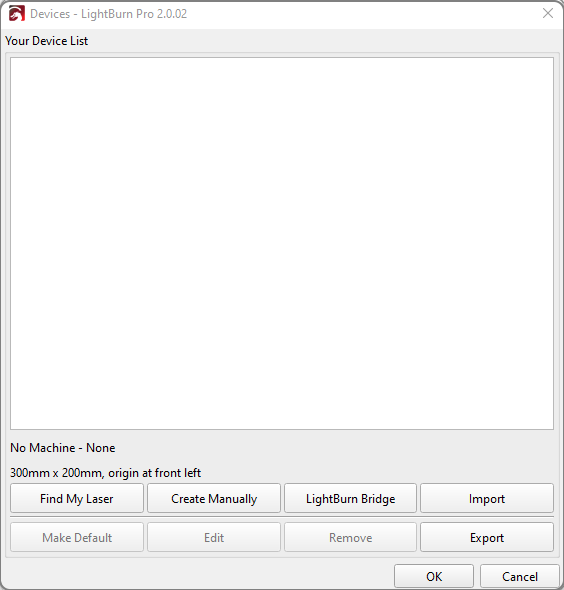 Devices - LightBurn Pro 2.0.02
Your Device List
No Machine - None
300mm x 200mm, origin at front left
Find My Laser Create Manually LightBurn Bridge Import
Make Default Edit Remove Export
OK Cancel